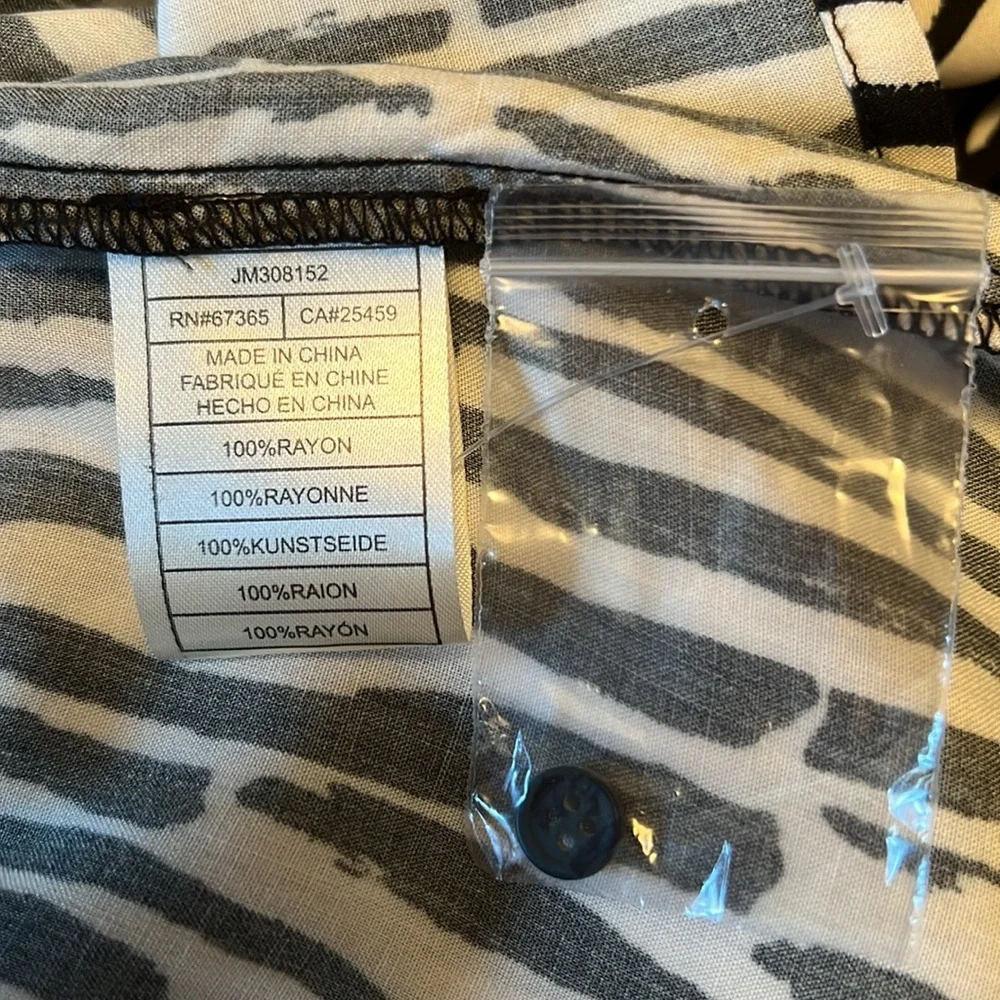 JM308152
RN#67365 CA#25459
MADE IN CHINA
FABRIQUÉ EN CHINE
HECHO EN CHINA
100%RAYON
100%RAYONNE
100%KUNSTSEIDE
100%RAION
100%RAYÓN